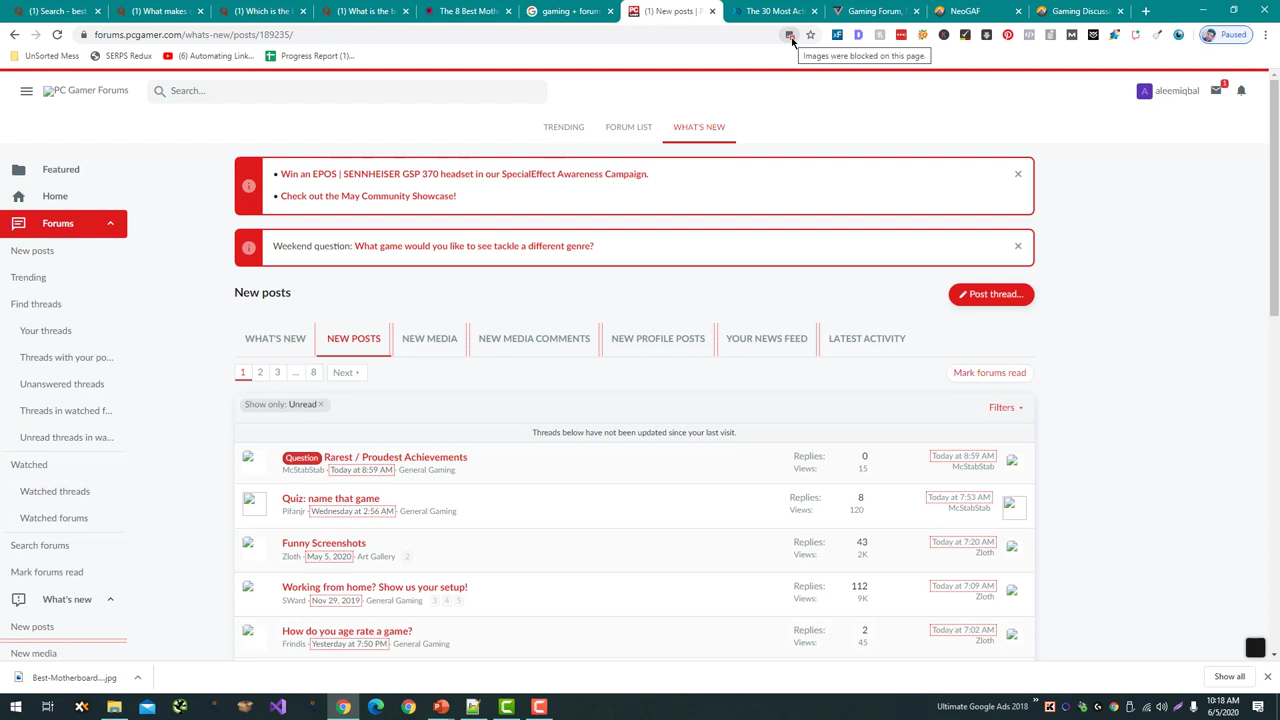 (1) What
What makes
Which is the
What is the b
The 8 Best Moth
gaming + forum
(1) New posts | P
The 30 Most Act
Gaming Forum,
NeoGAF
Gaming Discuss
forums.pcgamer.com/whats-new/posts/189235/
Paused
UnSorted Mess
SERPS Redux
(6) Automating Link...
Progress Report (1)...
Images were blocked on this page.
PC Gamer Forums
Search...
A
aleemiqbal
1
TRENDING
FORUM LIST
WHAT'S NEW
Featured
Home
Forums
New posts
Trending
Find threads
Your threads
Threads with your po...
Unanswered threads
Threads in watched f...
Unread threads in wa...
Watched
Watched threads
Watched forums
Search forums
Mark forums read
What's new
New posts
New media
• Win an EPOS | SENNHEISER GSP 370 headset in our SpecialEffect Awareness Campaign.
• Check out the May Community Showcase!
Weekend question: What game would you like to see tackle a different genre?
New posts
Post thread...
WHAT'S NEW
NEW POSTS
NEW MEDIA
NEW MEDIA COMMENTS
NEW PROFILE POSTS
YOUR NEWS FEED
LATEST ACTIVITY
1 2 3 ... 8 Next
Mark forums read
Show only: Unread
Filters
Threads below have not been updated since your last visit.
Question Rarest / Proudest Achievements
McStabStab · Today at 8:59 AM · General Gaming
Replies: 0
Views: 15
Today at 8:59 AM
McStabStab
Quiz: name that game
Pifanjr · Wednesday at 2:56 AM · General Gaming
Replies: 8
Views: 120
Today at 7:53 AM
McStabStab
Funny Screenshots
Zloth · May 5, 2020 · Art Gallery 2
Replies: 43
Views: 2K
Today at 7:20 AM
Zloth
Working from home? Show us your setup!
SWard · Nov 29, 2019 · General Gaming 3 4 5
Replies: 112
Views: 9K
Today at 7:09 AM
Zloth
How do you age rate a game?
Frindis · Yesterday at 7:50 PM · General Gaming
Replies: 2
Views: 45
Today at 7:02 AM
Zloth
Best-Motherboard....jpg
Show all
Ultimate Google Ads 2018
10:18 AM
6/5/2020